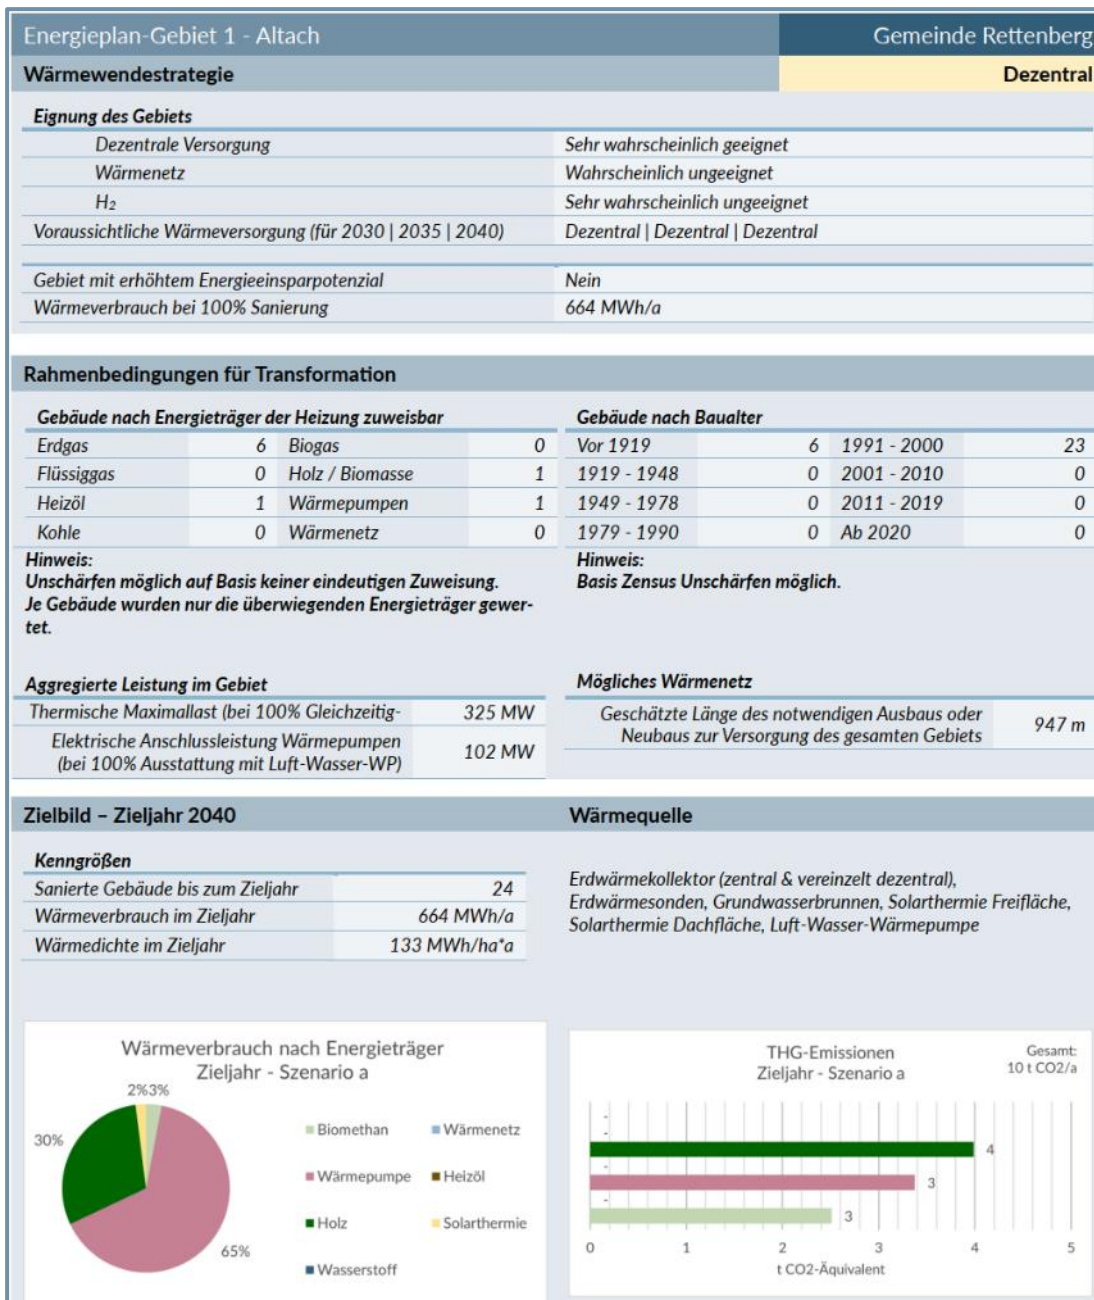 Energieplan-Gebiet 1 - Altach
Gemeinde Rettenberg
Wärmewendestrategie
Dezentral
Eignung des Gebiets
Dezentrale Versorgung Sehr wahrscheinlich geeignet
Wärmenetz Wahrscheinlich ungeeignet
H₂ Sehr wahrscheinlich ungeeignet
Voraussichtliche Wärmeversorgung (für 2030 | 2035 | 2040) Dezentral | Dezentral | Dezentral
Gebiet mit erhöhtem Energieeinsparpotenzial Nein
Wärmeverbrauch bei 100% Sanierung 664 MWh/a
Rahmenbedingungen für Transformation
Gebäude nach Energieträger der Heizung zuweisbar
Erdgas 6 Biogas 0
Flüssiggas 0 Holz / Biomasse 1
Heizöl 1 Wärmepumpen 1
Kohle 0 Wärmenetz 0
Hinweis:
Unschärfen möglich auf Basis keiner eindeutigen Zuweisung.
Je Gebäude wurden nur die überwiegenden Energieträger gewer-
tet.
Gebäude nach Baualter
Vor 1919 6 1991 - 2000 23
1919 - 1948 0 2001 - 2010 0
1949 - 1978 0 2011 - 2019 0
1979 - 1990 0 Ab 2020 0
Hinweis:
Basis Zensus Unschärfen möglich.
Aggregierte Leistung im Gebiet
Thermische Maximallast (bei 100% Gleichzeitig- 325 MW
Elektrische Anschlussleistung Wärmepumpen
(bei 100% Ausstattung mit Luft-Wasser-WP) 102 MW
Mögliches Wärmenetz
Geschätzte Länge des notwendigen Ausbaus oder
Neubaus zur Versorgung des gesamten Gebiets 947 m
Zielbild – Zieljahr 2040
Kenngrößen
Sanierte Gebäude bis zum Zieljahr 24
Wärmeverbrauch im Zieljahr 664 MWh/a
Wärmedichte im Zieljahr 133 MWh/ha*a
Wärmequelle
Erdwärmekollektor (zentral & vereinzelt dezentral),
Erdwärmesonden, Grundwasserbrunnen, Solarthermie Freifläche,
Solarthermie Dachfläche, Luft-Wasser-Wärmepumpe
Wärmeverbrauch nach Energieträger
Zieljahr - Szenario a
2% 3%
30%
65%
Biomethan Wärmenetz
Wärmepumpe Heizöl
Holz Solarthermie
Wasserstoff
THG-Emissionen
Zieljahr - Szenario a
Gesamt:
10 t CO2/a
-
-
4
-
3
-
3
0 1 2 3 4 5
t CO2-Äquivalent